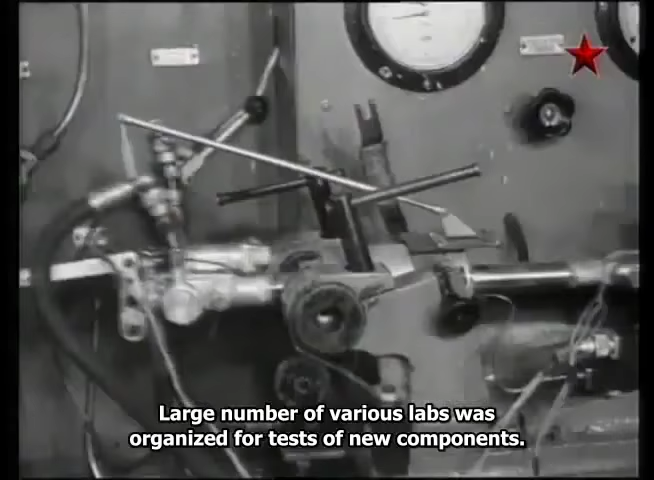 Large number of various labs was
organized for tests of new components.